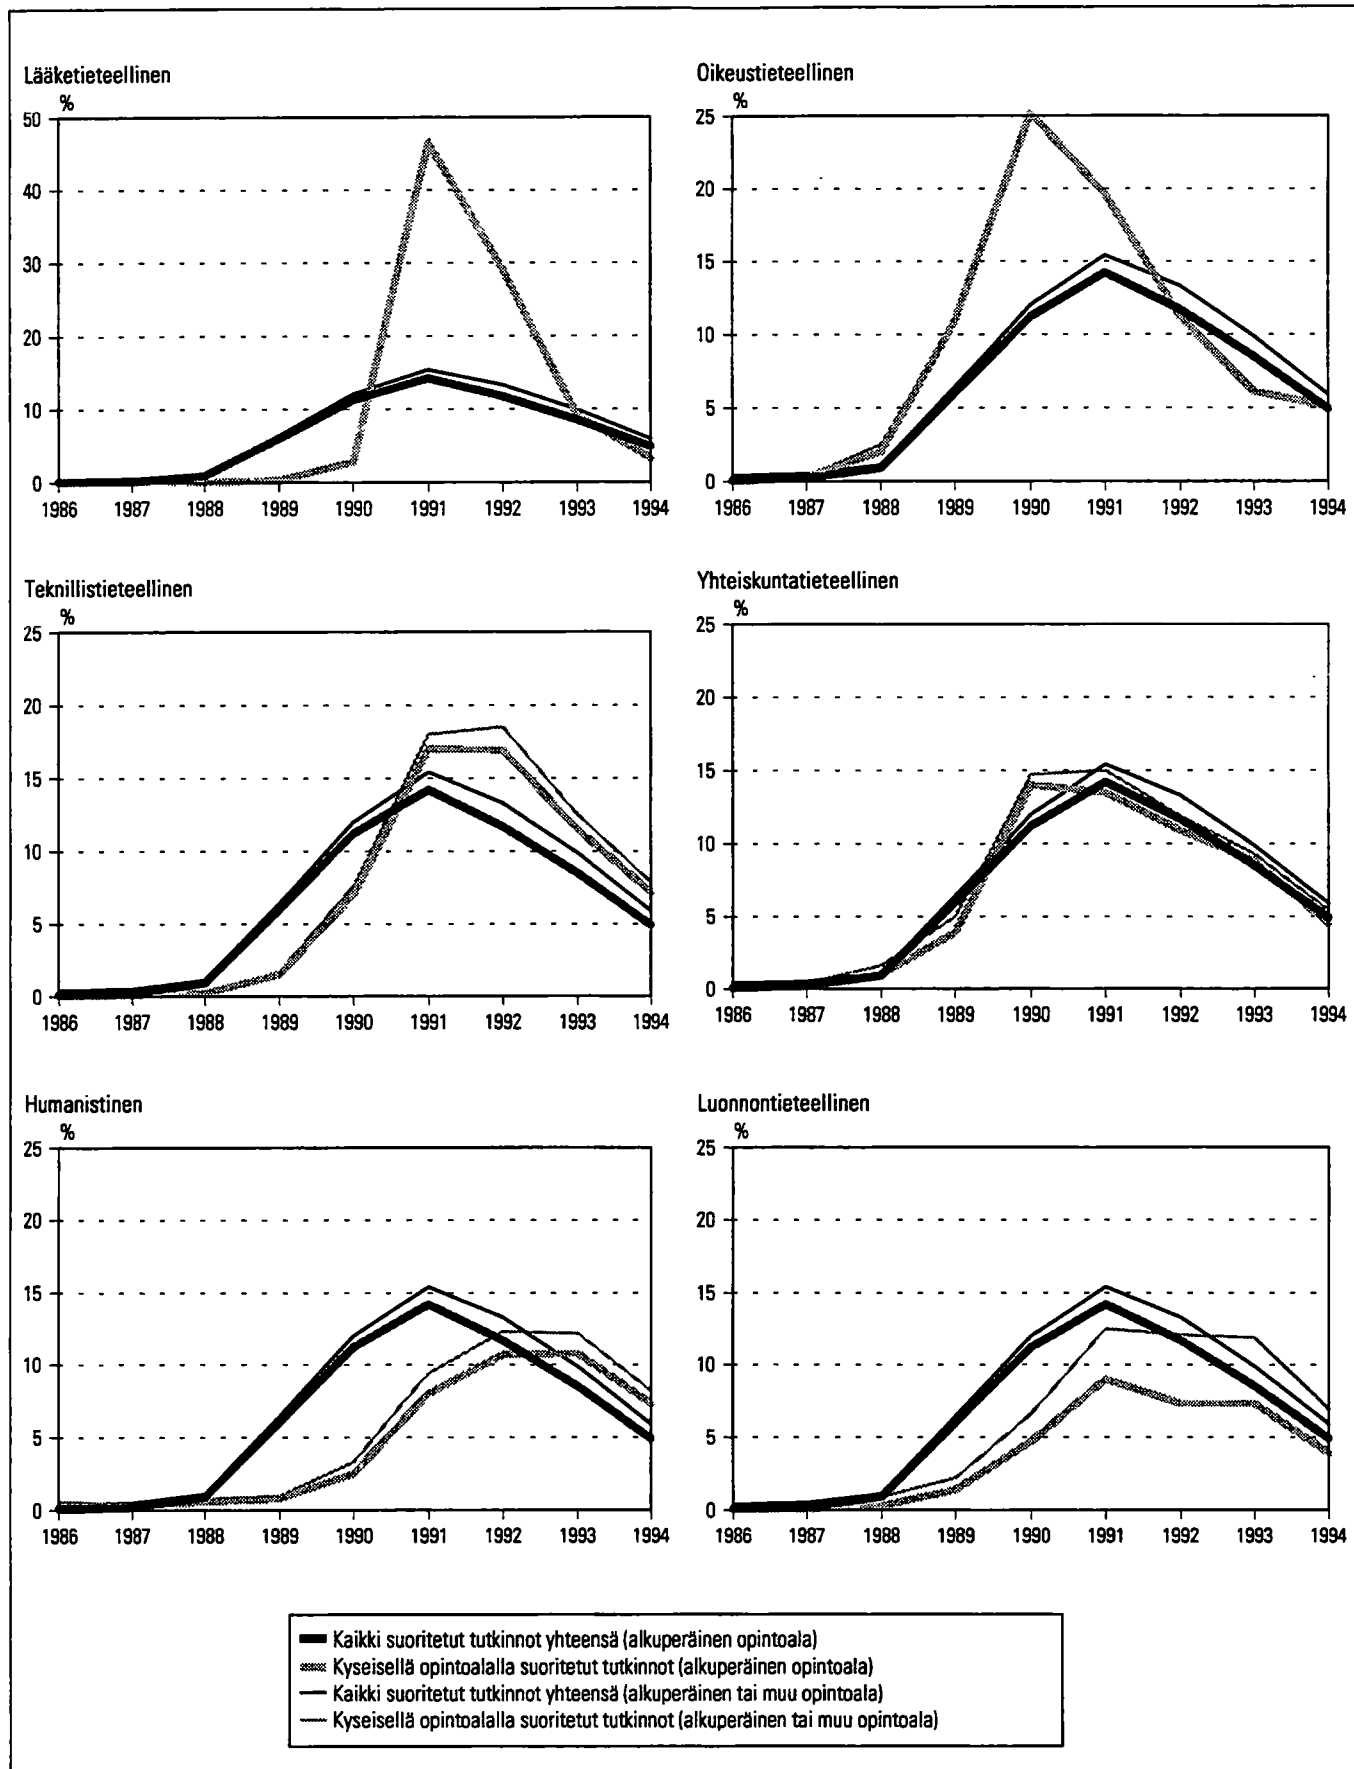 Lääketieteellinen
%
50
40
30
20
10
0
1986 1987 1988 1989 1990 1991 1992 1993 1994
Oikeustieteellinen
%
25
20
15
10
5
0
1986 1987 1988 1989 1990 1991 1992 1993 1994
Teknillistieteellinen
%
25
20
15
10
5
0
1986 1987 1988 1989 1990 1991 1992 1993 1994
Yhteiskuntatieteellinen
%
25
20
15
10
5
0
1986 1987 1988 1989 1990 1991 1992 1993 1994
Humanistinen
%
25
20
15
10
5
0
1986 1987 1988 1989 1990 1991 1992 1993 1994
Luonnontieteellinen
%
25
20
15
10
5
0
1986 1987 1988 1989 1990 1991 1992 1993 1994
Kaikki suoritetut tutkinnot yhteensä (alkuperäinen opintoala)
Kyseisellä opintoalalla suoritetut tutkinnot (alkuperäinen opintoala)
Kaikki suoritetut tutkinnot yhteensä (alkuperäinen tai muu opintoala)
Kyseisellä opintoalalla suoritetut tutkinnot (alkuperäinen tai muu opintoala)